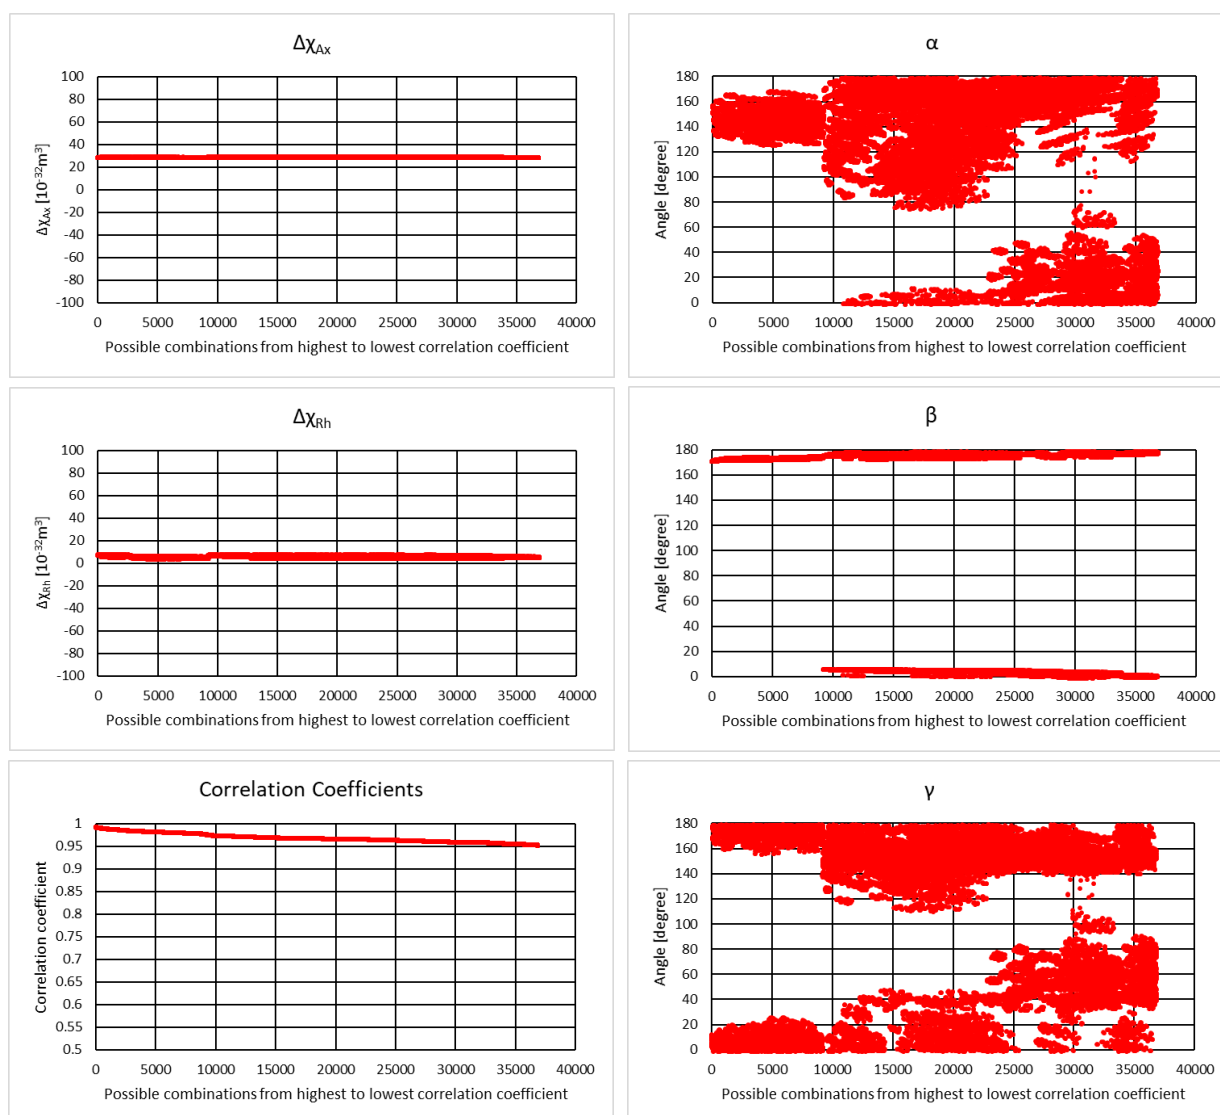 Δχ_Ax
100
80
60
40
20
0
-20
-40
-60
-80
-100
Δχ_Ax [10^-32 m^3]
0 5000 10000 15000 20000 25000 30000 35000 40000
Possible combinations from highest to lowest correlation coefficient
α
180
160
140
120
100
80
60
40
20
0
Angle [degree]
0 5000 10000 15000 20000 25000 30000 35000 40000
Possible combinations from highest to lowest correlation coefficient
Δχ_Rh
100
80
60
40
20
0
-20
-40
-60
-80
-100
Δχ_Rh [10^-32 m^3]
0 5000 10000 15000 20000 25000 30000 35000 40000
Possible combinations from highest to lowest correlation coefficient
β
180
160
140
120
100
80
60
40
20
0
Angle [degree]
0 5000 10000 15000 20000 25000 30000 35000 40000
Possible combinations from highest to lowest correlation coefficient
Correlation Coefficients
1
0.95
0.9
0.85
0.8
0.75
0.7
0.65
0.6
0.55
0.5
Correlation coefficient
0 5000 10000 15000 20000 25000 30000 35000 40000
Possible combinations from highest to lowest correlation coefficient
γ
180
160
140
120
100
80
60
40
20
0
Angle [degree]
0 5000 10000 15000 20000 25000 30000 35000 40000
Possible combinations from highest to lowest correlation coefficient